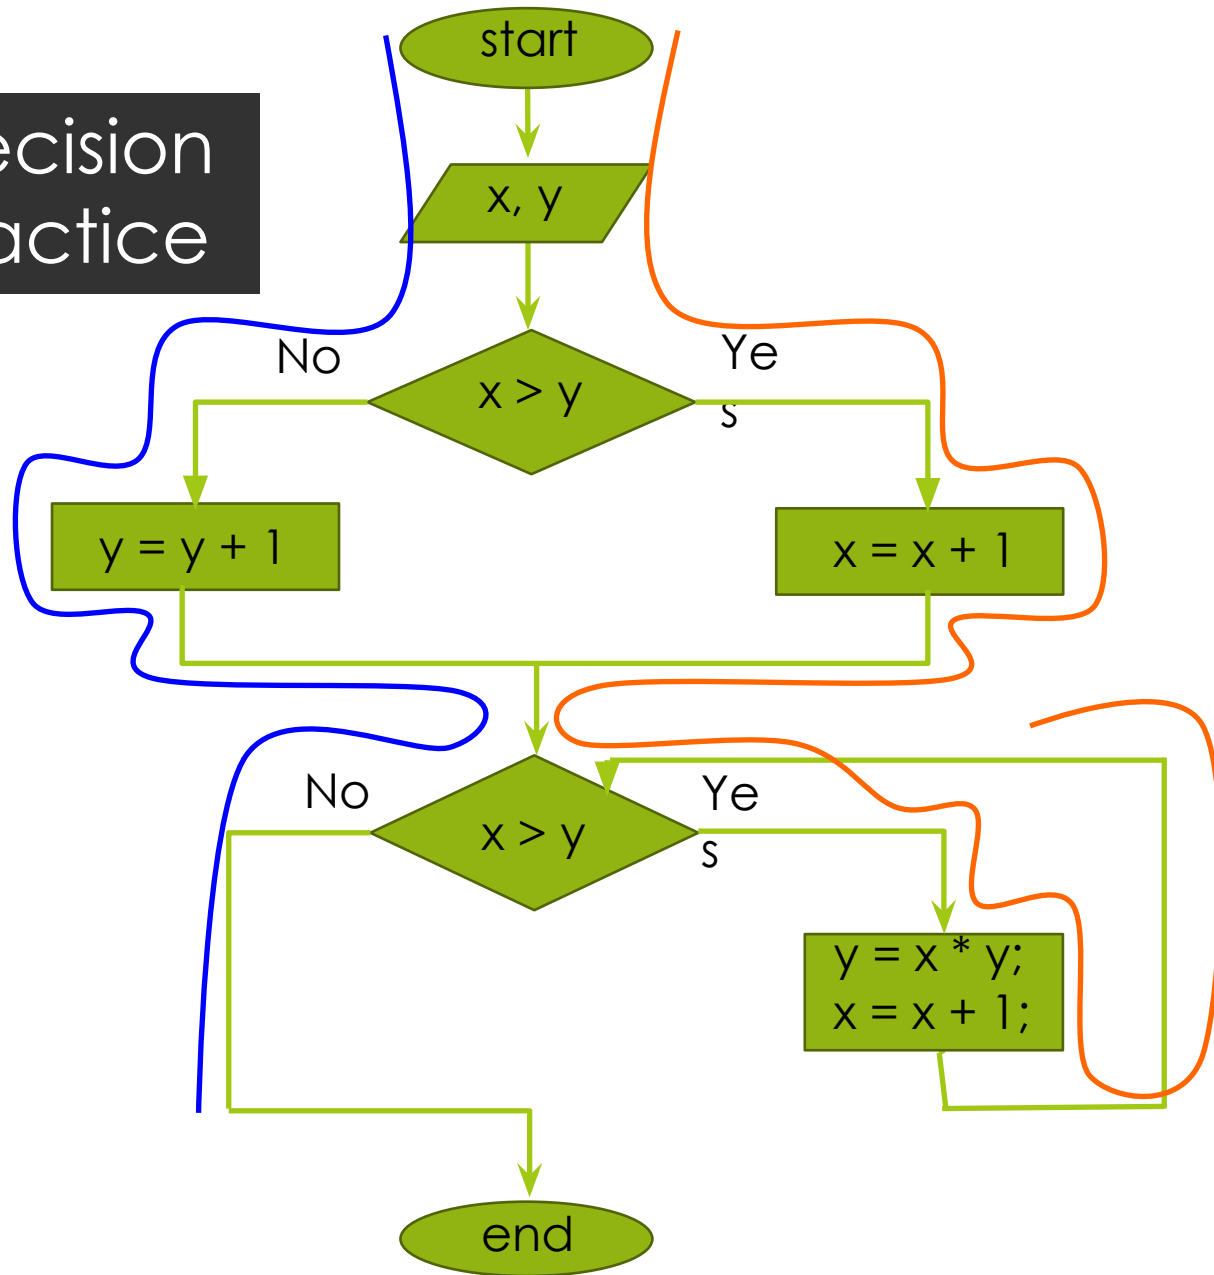 start
ecision
actice
x, y
No
Ye
s
x > y
y = y + 1
x = x + 1
No
Ye
s
x > y
y = x * y;
x = x + 1;
end